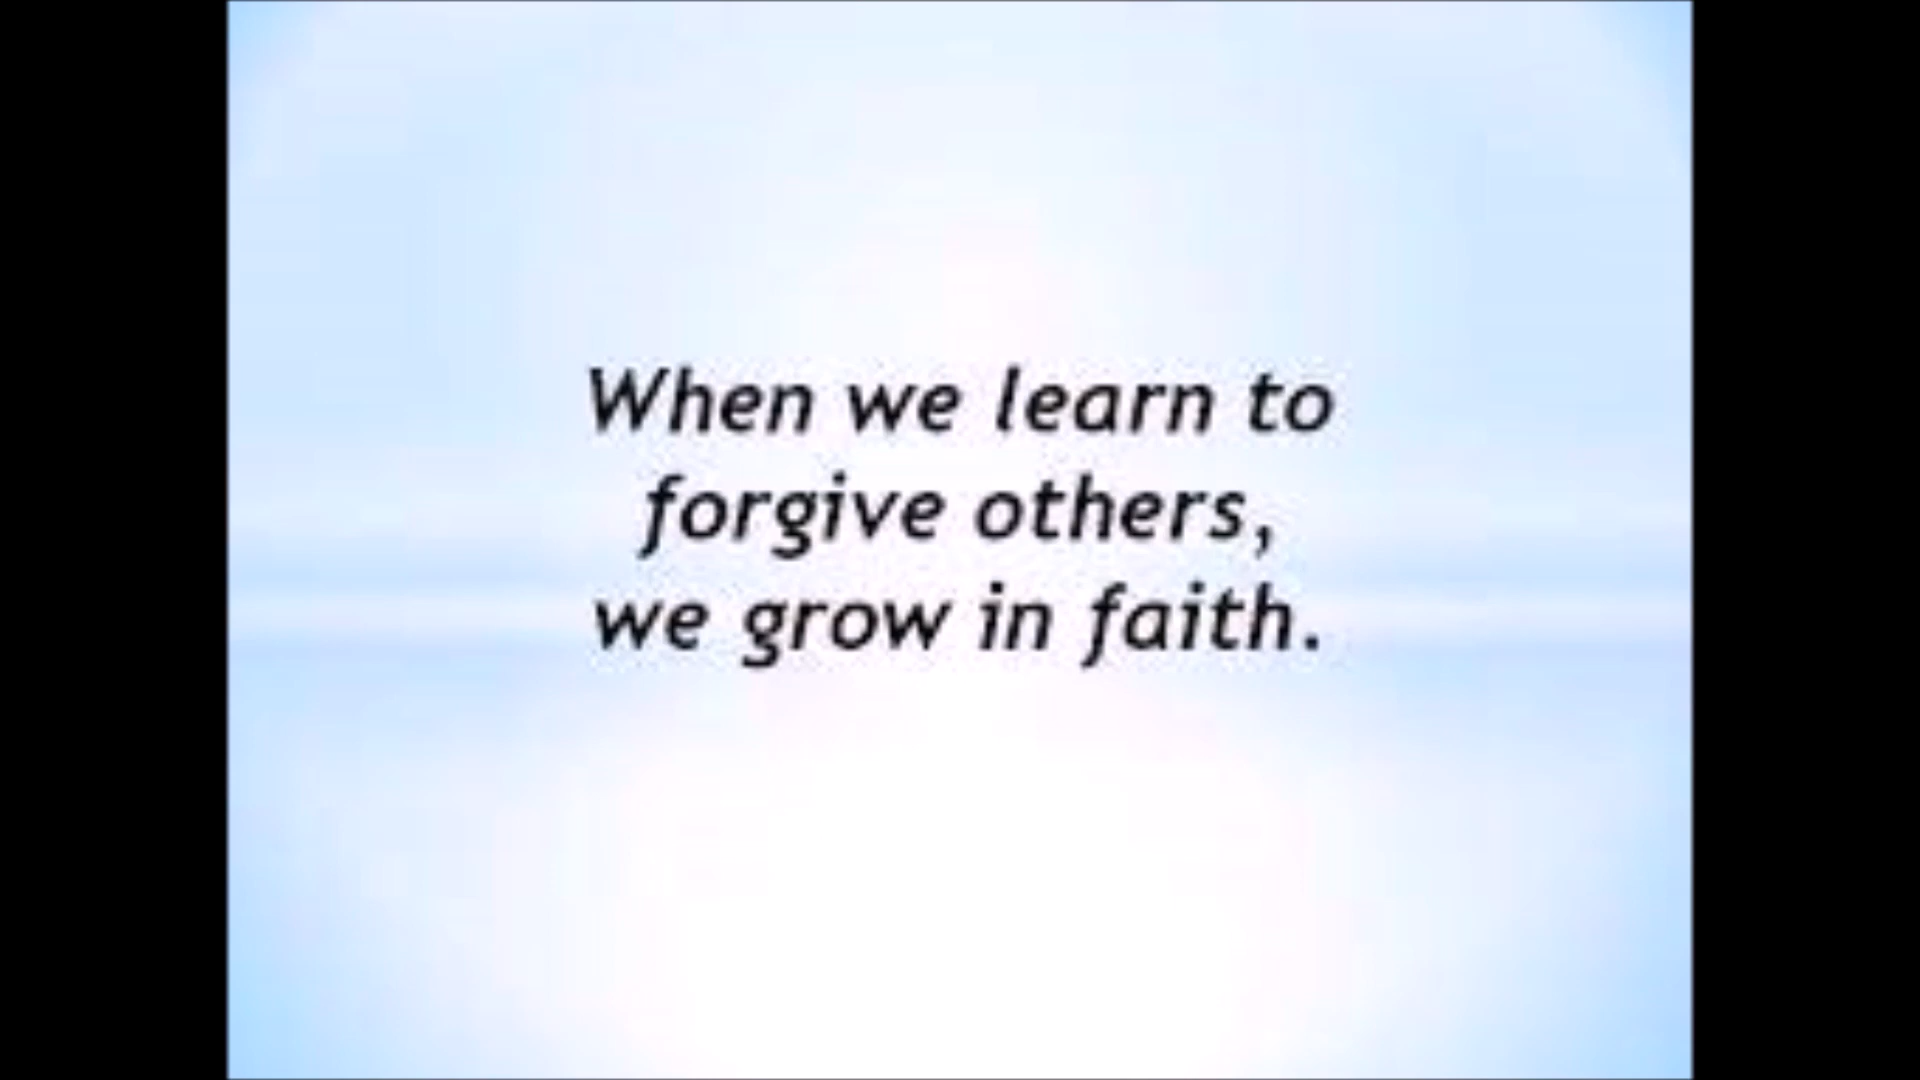 When we learn to
forgive others,
we grow in faith.